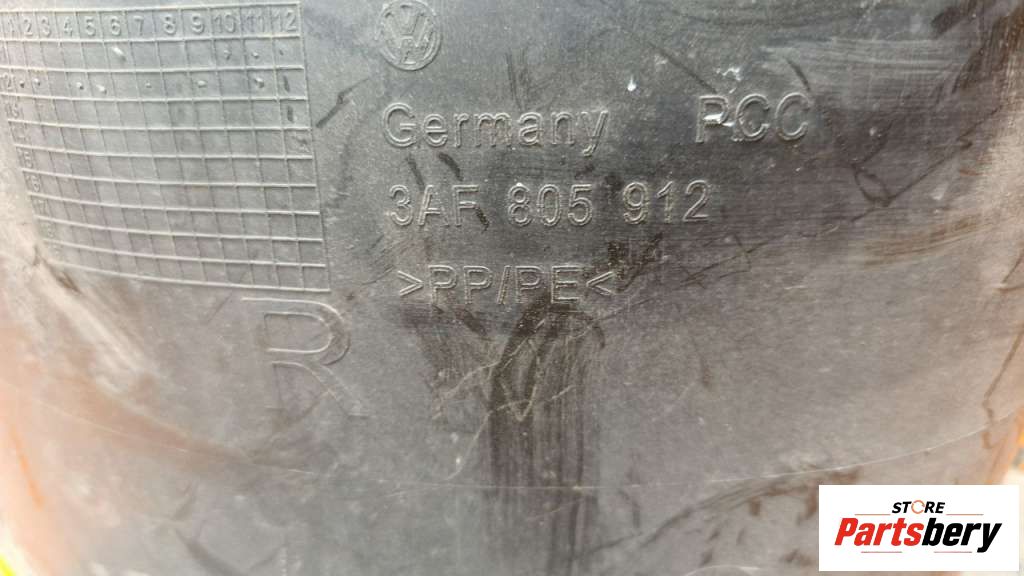 1 2 3 4 5 6 7 8 9 10 11 12
Germany RCC
3AF 805 912
>PP/PE<
R
STORE
Partsbery